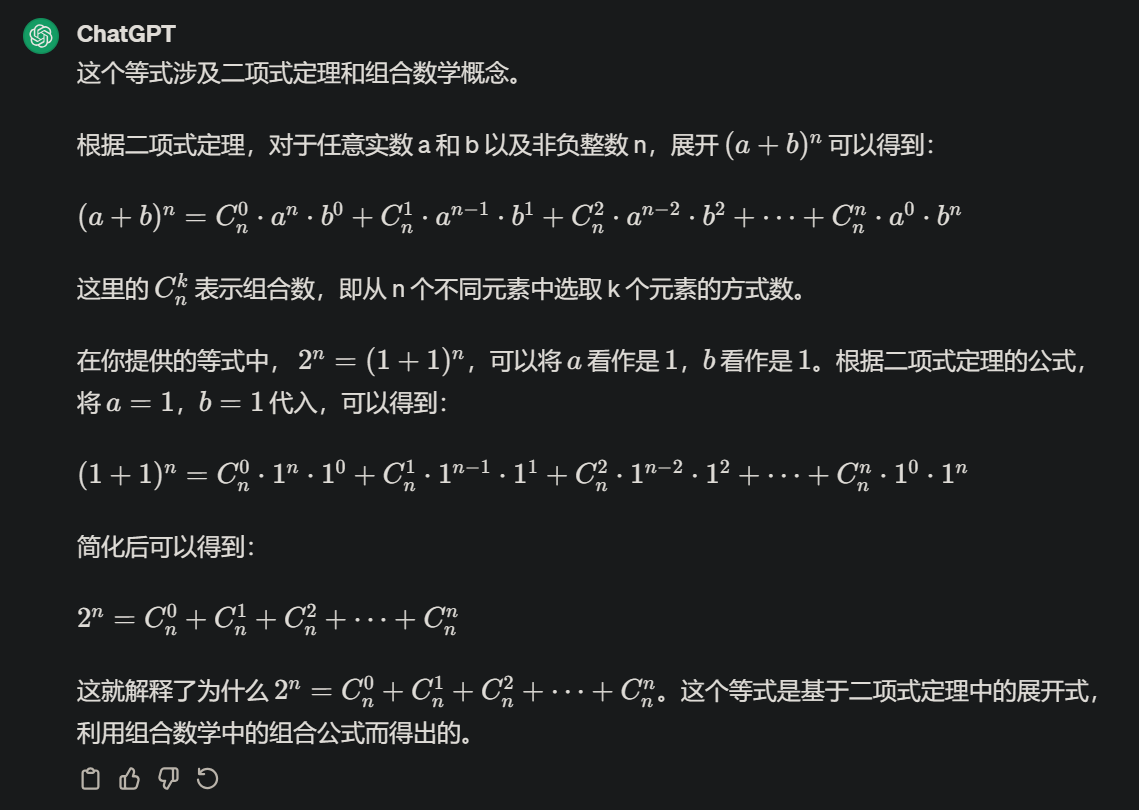 ChatGPT
这个等式涉及二项式定理和组合数学概念。
根据二项式定理，对于任意实数 a 和 b 以及非负整数 n，展开 $(a + b)^n$ 可以得到：
$(a + b)^n = C_n^0 \cdot a^n \cdot b^0 + C_n^1 \cdot a^{n-1} \cdot b^1 + C_n^2 \cdot a^{n-2} \cdot b^2 + \cdots + C_n^n \cdot a^0 \cdot b^n$
这里的 $C_n^k$ 表示组合数，即从 n 个不同元素中选取 k 个元素的方式数。
在你提供的等式中， $2^n = (1 + 1)^n$，可以将 $a$ 看作是 $1$，$b$ 看作是 $1$。根据二项式定理的公式，
将 $a = 1$，$b = 1$ 代入，可以得到：
$(1 + 1)^n = C_n^0 \cdot 1^n \cdot 1^0 + C_n^1 \cdot 1^{n-1} \cdot 1^1 + C_n^2 \cdot 1^{n-2} \cdot 1^2 + \cdots + C_n^n \cdot 1^0 \cdot 1^n$
简化后可以得到：
$2^n = C_n^0 + C_n^1 + C_n^2 + \cdots + C_n^n$
这就解释了为什么 $2^n = C_n^0 + C_n^1 + C_n^2 + \cdots + C_n^n$。这个等式是基于二项式定理中的展开式，
利用组合数学中的组合公式而得出的。